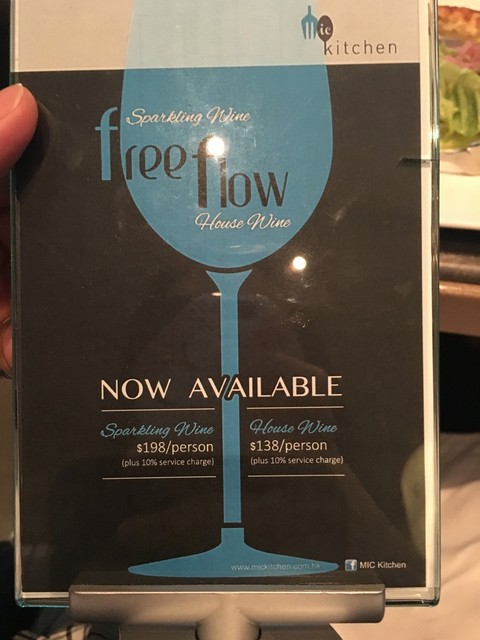 mic
kitchen
Sparkling Wine
free flow
House Wine
NOW AVAILABLE
Sparkling Wine
$198/person
(plus 10% service charge)
House Wine
$138/person
(plus 10% service charge)
www.mickitchen.com.hk
f MIC Kitchen